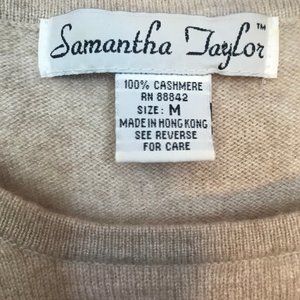 Samantha Taylor™
100% CASHMERE
RN 88842
SIZE: M
MADE IN HONG KONG
SEE REVERSE
FOR CARE